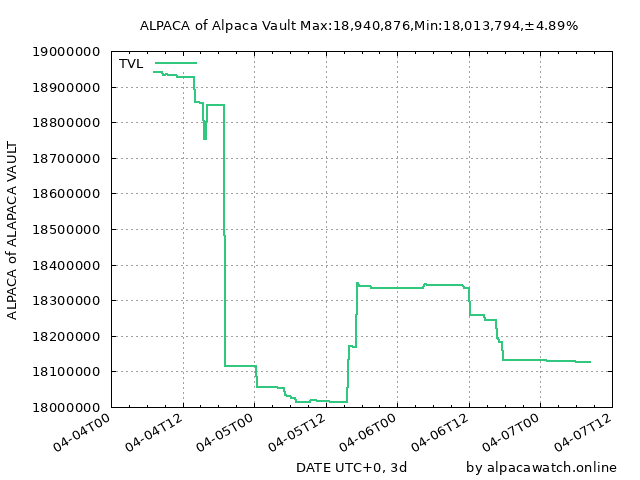 ALPACA of Alpaca Vault Max:18,940,876,Min:18,013,794,±4.89%
TVL
ALPACA of ALAPACA VAULT
19000000
18900000
18800000
18700000
18600000
18500000
18400000
18300000
18200000
18100000
18000000
04-04T00
04-04T12
04-05T00
04-05T12
04-06T00
04-06T12
04-07T00
04-07T12
DATE UTC+0, 3d
by alpacawatch.online